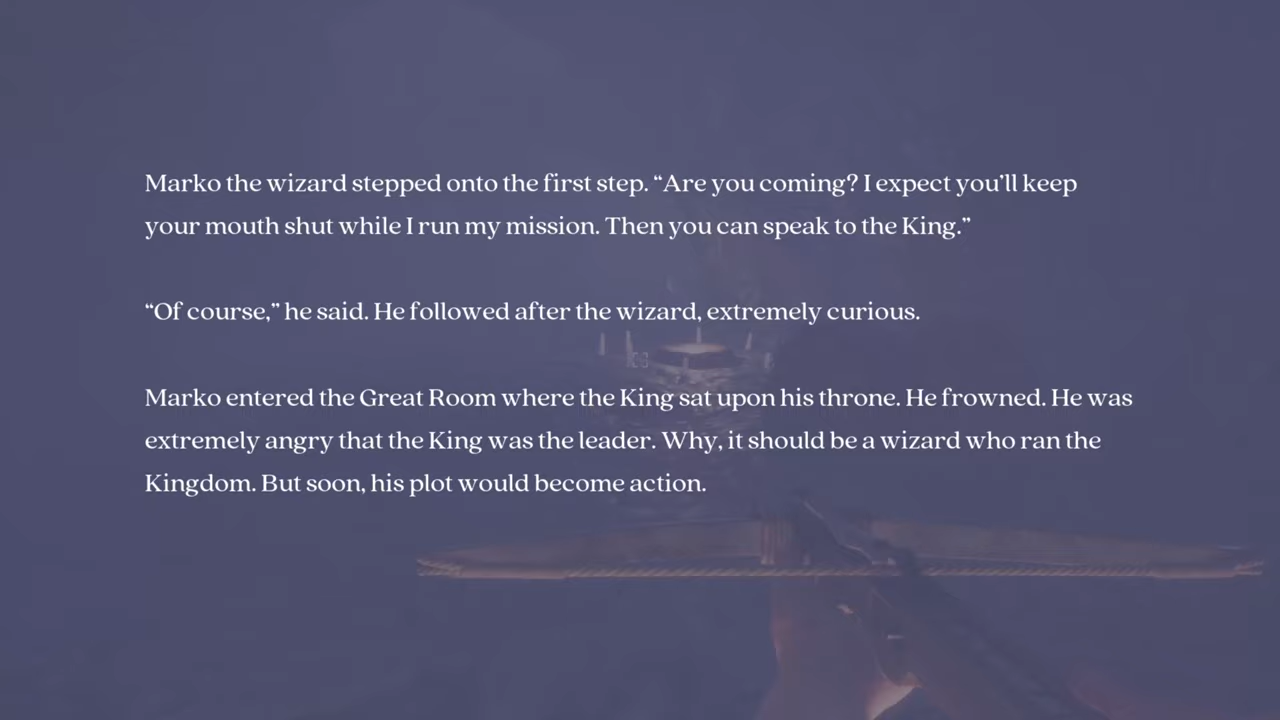 Marko the wizard stepped onto the first step. “Are you coming? I expect you’ll keep
your mouth shut while I run my mission. Then you can speak to the King.”
“Of course,” he said. He followed after the wizard, extremely curious.
Marko entered the Great Room where the King sat upon his throne. He frowned. He was
extremely angry that the King was the leader. Why, it should be a wizard who ran the
Kingdom. But soon, his plot would become action.